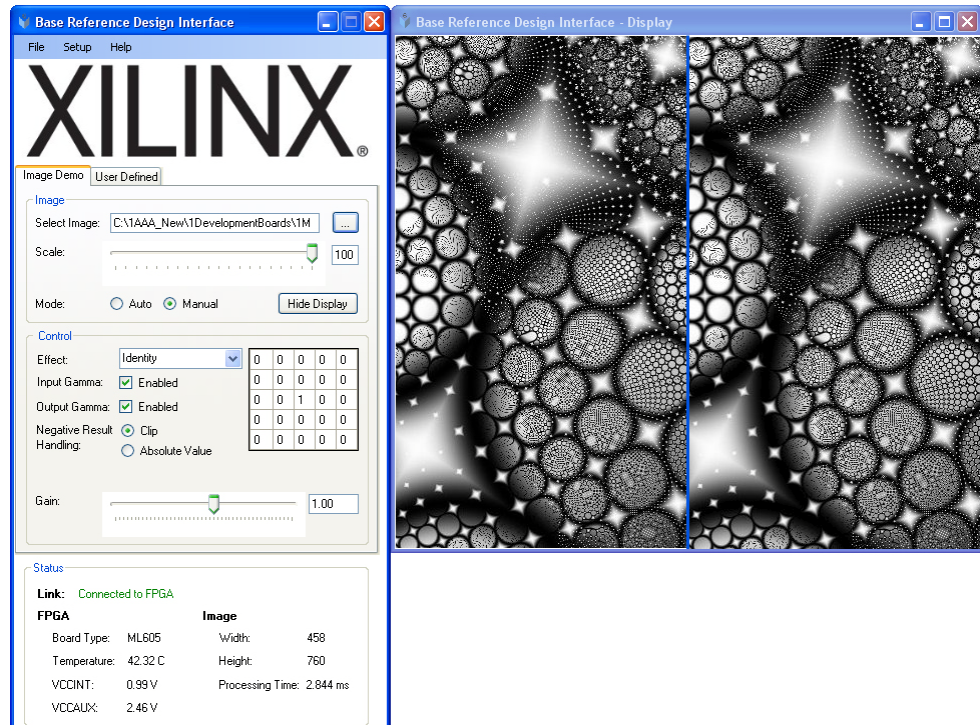 Base Reference Design Interface
File Setup Help
XILINX®
Image Demo User Defined
Image
Select Image: C:\1AAA_New\1DevelopmentBoards\1M ...
Scale: 100
Mode: Auto Manual Hide Display
Control
Effect: Identity
Input Gamma: Enabled
Output Gamma: Enabled
Negative Result Handling: Clip
Absolute Value
0 0 0 0 0
0 0 0 0 0
0 0 1 0 0
0 0 0 0 0
0 0 0 0 0
Gain: 1.00
Status
Link: Connected to FPGA
FPGA Image
Board Type: ML605 Width: 458
Temperature: 42.32 C Height: 760
VCCINT: 0.99 V Processing Time: 2.844 ms
VCCAUX: 2.46 V
Base Reference Design Interface - Display